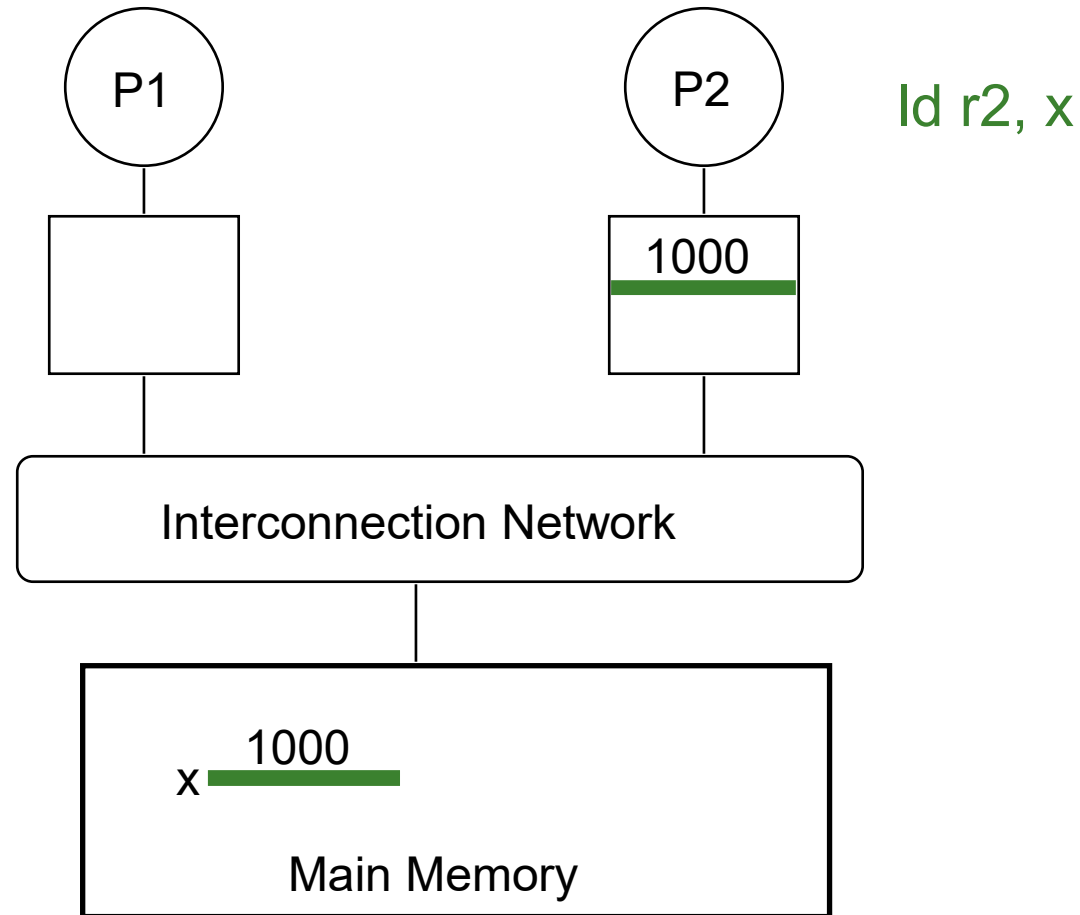 P1
P2
ld r2, x
1000
Interconnection Network
1000
x
Main Memory